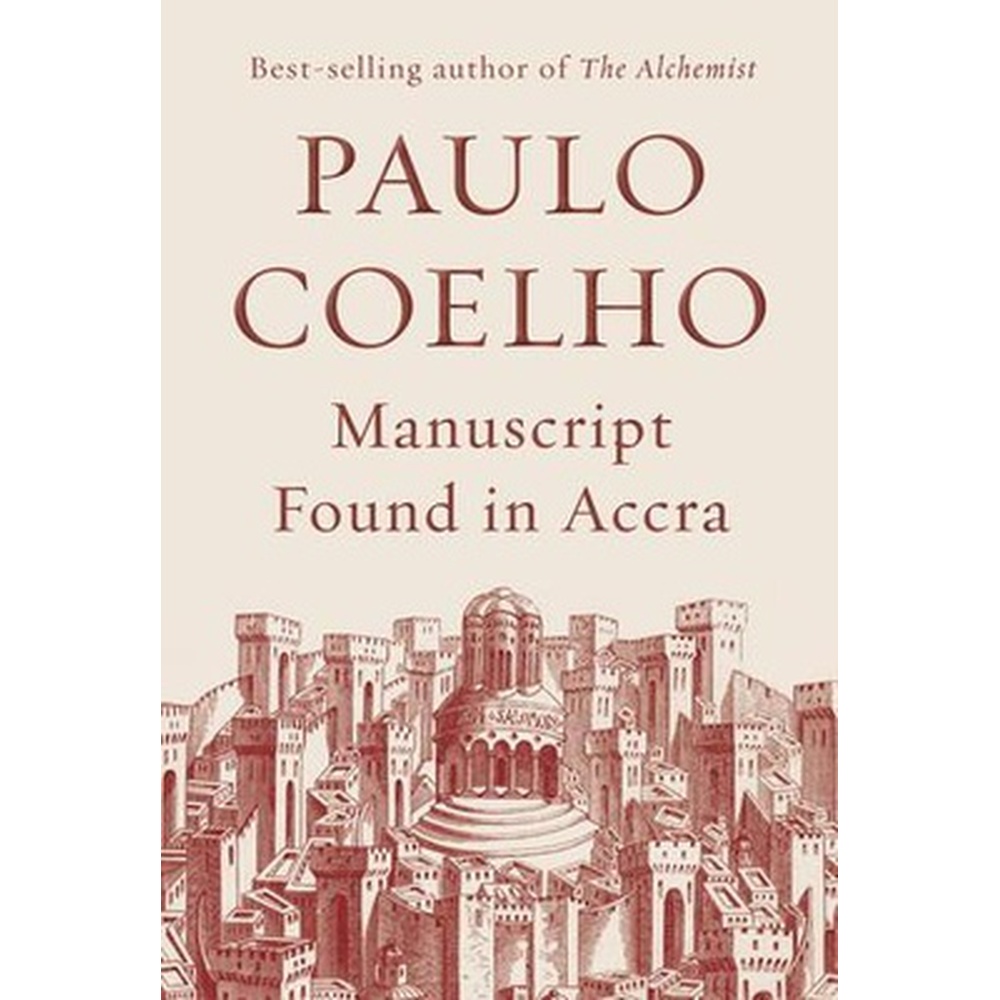 Best-selling author of The Alchemist
PAULO
COELHO
Manuscript
Found in Accra